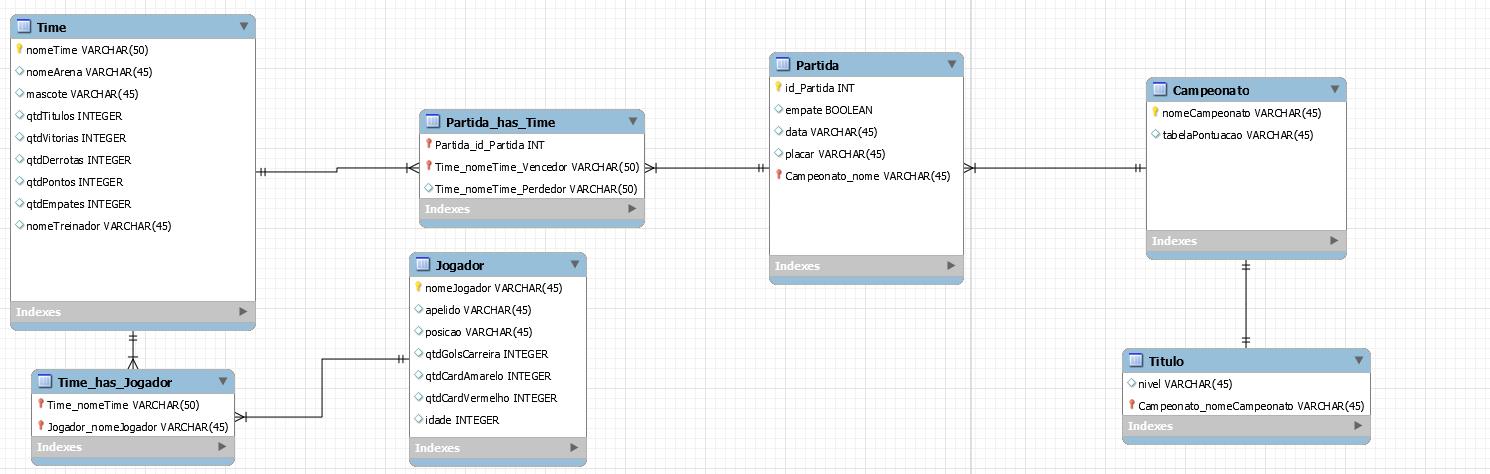 Time
nomeTime VARCHAR(50)
nomeArena VARCHAR(45)
mascote VARCHAR(45)
qtdTitulos INTEGER
qtdVitorias INTEGER
qtdDerrotas INTEGER
qtdPontos INTEGER
qtdEmpates INTEGER
nomeTreinador VARCHAR(45)
Indexes
Partida_has_Time
Partida_id_Partida INT
Time_nomeTime_Vencedor VARCHAR(50)
Time_nomeTime_Perdedor VARCHAR(50)
Indexes
Partida
id_Partida INT
empate BOOLEAN
data VARCHAR(45)
placar VARCHAR(45)
Campeonato_nome VARCHAR(45)
Indexes
Campeonato
nomeCampeonato VARCHAR(45)
tabelaPontuacao VARCHAR(45)
Indexes
Jogador
nomeJogador VARCHAR(45)
apelido VARCHAR(45)
posicao VARCHAR(45)
qtdGolsCarreira INTEGER
qtdCardAmarelo INTEGER
qtdCardVermelho INTEGER
idade INTEGER
Indexes
Time_has_Jogador
Time_nomeTime VARCHAR(50)
Jogador_nomeJogador VARCHAR(45)
Indexes
Titulo
nivel VARCHAR(45)
Campeonato_nomeCampeonato VARCHAR(45)
Indexes